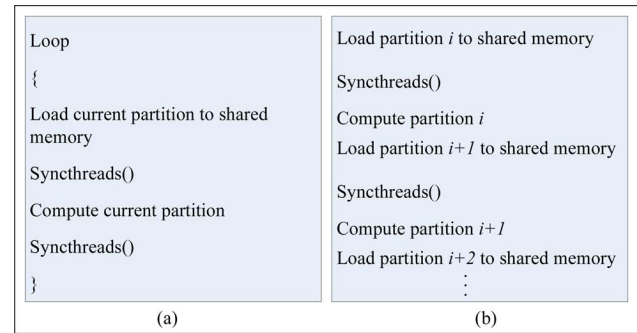 Loop
{
Load current partition to shared
memory
Syncthreads()
Compute current partition
Syncthreads()
}
(a)
Load partition i to shared memory
Syncthreads()
Compute partition i
Load partition i+1 to shared memory
Syncthreads()
Compute partition i+1
Load partition i+2 to shared memory
⋮
(b)